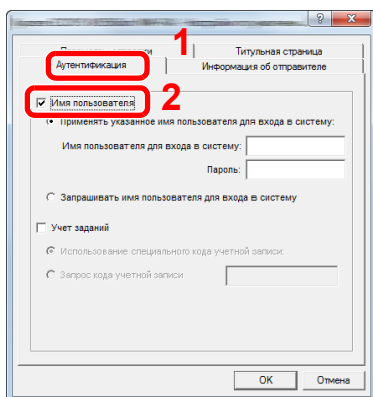 1
Титульная страница
Аутентификация
Информация об отправителе
Имя пользователя
2
Применять указанное имя пользователя для входа в систему:
Имя пользователя для входа в систему:
Пароль:
Запрашивать имя пользователя для входа в систему
Учет заданий
Использование специального кода учетной записи:
Запрос кода учетной записи
OK
Отмена